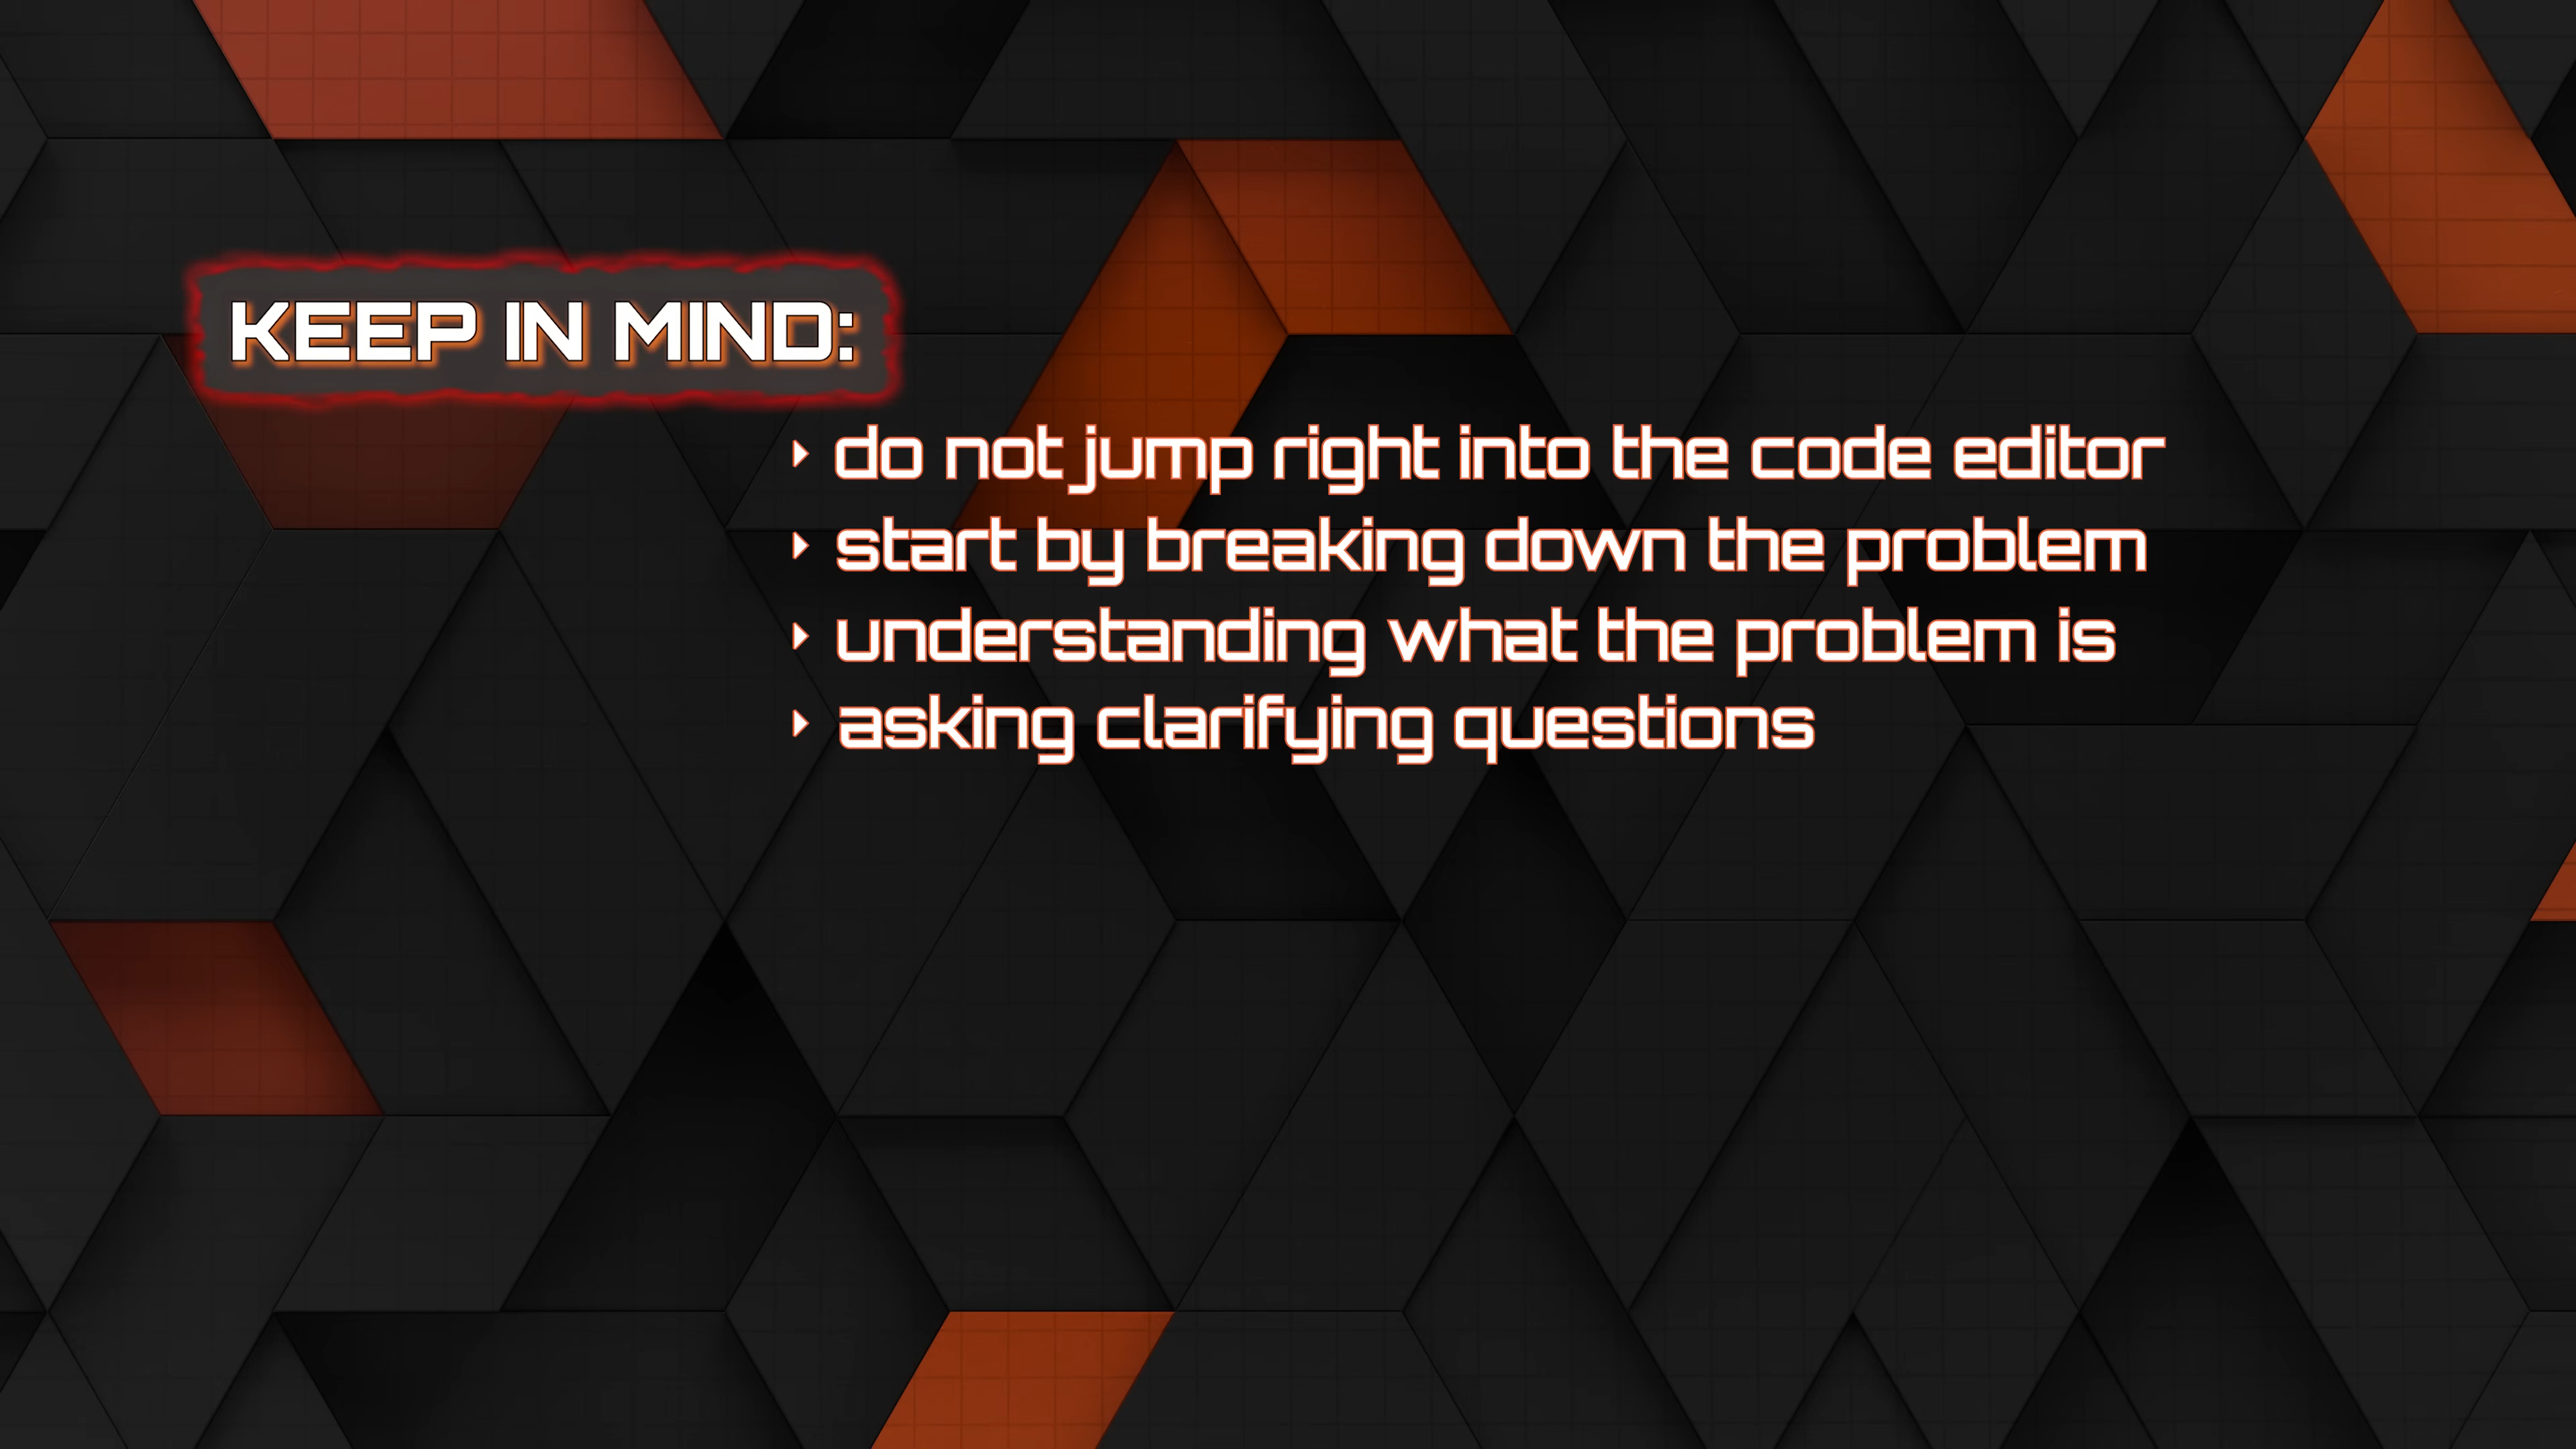 KEEP IN MIND:
do not jump right into the code editor
start by breaking down the problem
understanding what the problem is
asking clarifying questions